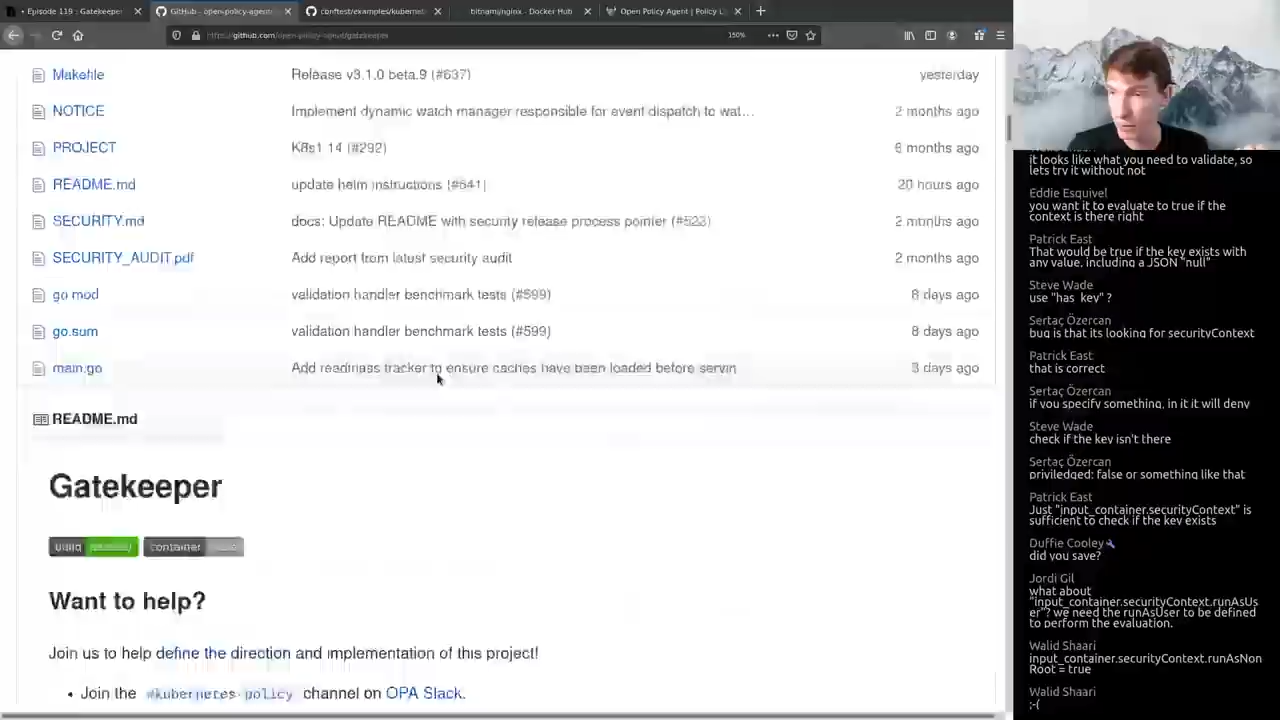 • Episode 119 : Gatekeeper
GitHub - open-policy-agent/
conftest/examples/kubernet
bitnami/nginx - Docker Hub
Open Policy Agent | Policy L
https://github.com/open-policy-agent/gatekeeper
150%
Makefile Release v3.1.0 beta.9 (#637) yesterday
NOTICE Implement dynamic watch manager responsible for event dispatch to wat… 2 months ago
PROJECT K8s1 14 (#292) 6 months ago
README.md update helm instructions (#641) 20 hours ago
SECURITY.md docs: Update README with security release process pointer (#523) 2 months ago
SECURITY_AUDIT.pdf Add report from latest security audit 2 months ago
go mod validation handler benchmark tests (#599) 8 days ago
go.sum validation handler benchmark tests (#599) 8 days ago
main.go Add readiness tracker to ensure caches have been loaded before servin 3 days ago
README.md
Gatekeeper
build
container
Want to help?
Join us to help define the direction and implementation of this project!
• Join the #kubernetes-policy channel on OPA Slack.
it looks like what you need to validate, so
lets try it without not
Eddie Esquivel
you want it to evaluate to true if the
context is there right
Patrick East
That would be true if the key exists with
any value, including a JSON "null"
Steve Wade
use "has_key" ?
Sertaç Özercan
bug is that its looking for securityContext
Patrick East
that is correct
Sertaç Özercan
if you specify something, in it it will deny
Steve Wade
check if the key isn't there
Sertaç Özercan
priviledged: false or something like that
Patrick East
Just "input_container.securityContext" is
sufficient to check if the key exists
Duffie Cooley
did you save?
Jordi Gil
what about
"input_container.securityContext.runAsUs
er"? we need the runAsUser to be defined
to perform the evaluation.
Walid Shaari
input_container.securityContext.runAsNon
Root = true
Walid Shaari
;-(